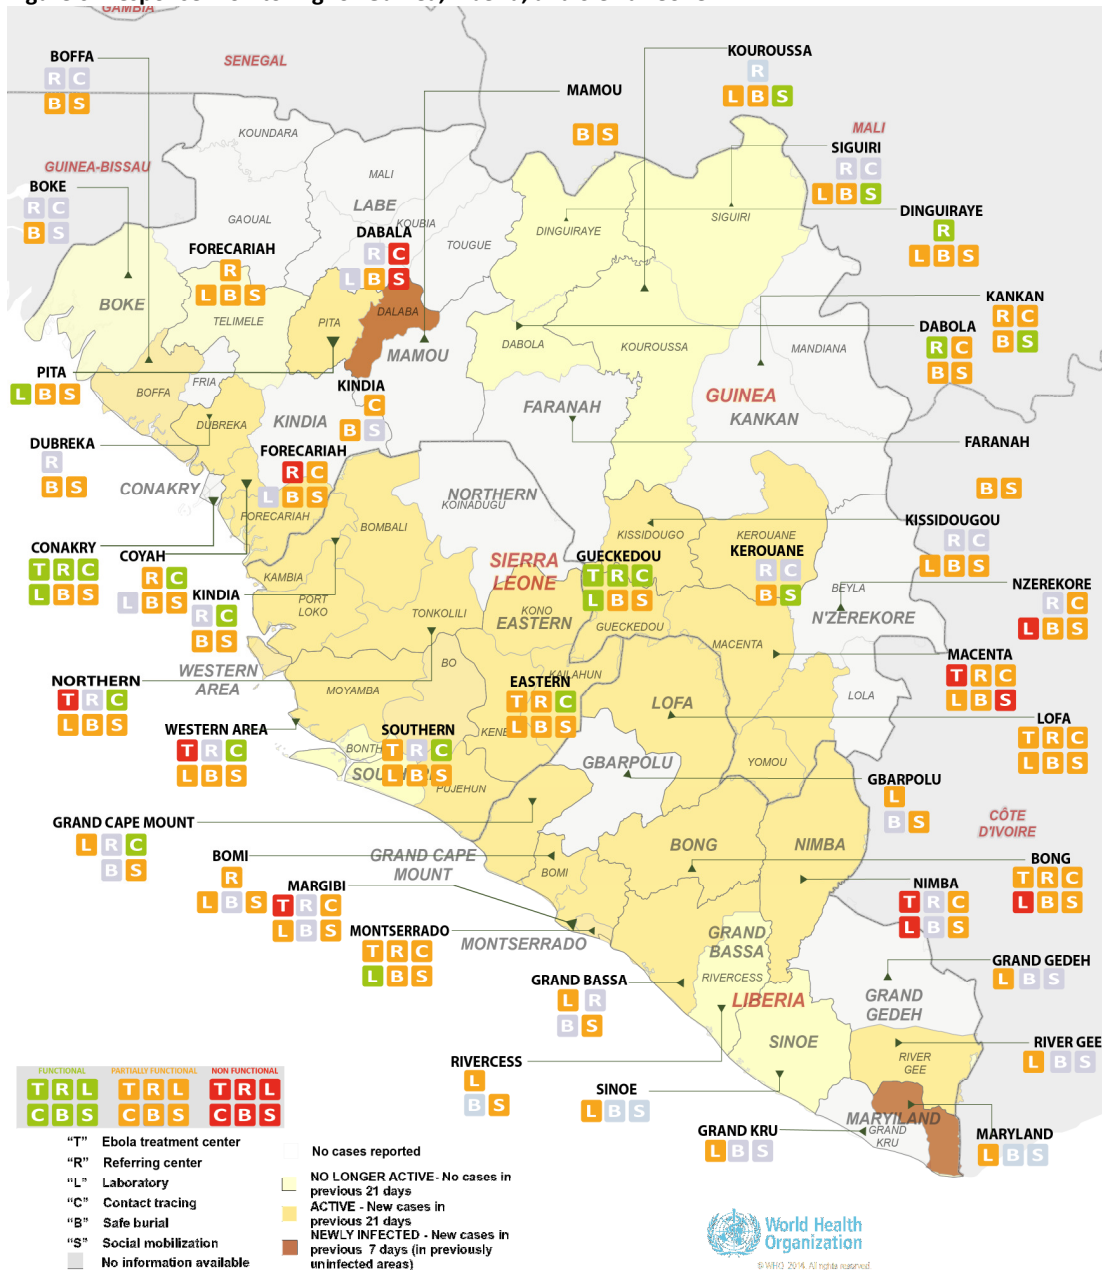 GAMBIA
BOFFA
R C
B S
SENEGAL
KOUROUSSA
R
L B S
MAMOU
B S
MALI
SIGUIRI
R C
L B S
KOUNDARA
GUINEA-BISSAU
BOKE
R C
B S
MALI
LABE
KOUBIA
GAOUAL
TOUGUE
DABALA
R C
L B S
FORECARIAH
R
L B S
DINGUIRAYE
SIGUIRI
DINGUIRAYE
R
L B S
KANKAN
R C
B S
BOKE
TELIMELE
PITA
DALABA
MAMOU
DABOLA
KOUROUSSA
MANDIANA
DABOLA
R C
B S
PITA
L B S
BOFFA
FRIA
KINDIA
C
B S
GUINEA
KANKAN
FARANAH
DUBREKA
KINDIA
DUBREKA
R
B S
FORECARIAH
R C
L B S
FARANAH
B S
CONAKRY
FORECARIAH
BOMBALI
NORTHERN
KOINADUGU
KISSIDOUGO
KEROUANE
KISSIDOUGOU
R C
L B S
CONAKRY
T R C
L B S
COYAH
R C
L B S
SIERRA
LEONE
GUECKEDOU
T R C
L B S
KEROUANE
R C
B S
BEYLA
N'ZEREKORE
NZEREKORE
R C
L B S
KINDIA
R C
B S
KAMBIA
PORT
LOKO
TONKOLILI
KONO
EASTERN
GUECKEDOU
MACENTA
MACENTA
T R C
L B S
WESTERN
AREA
BO
KAILAHUN
NORTHERN
T R C
L B S
MOYAMBA
EASTERN
T R C
L B S
LOFA
LOLA
LOFA
T R C
L B S
WESTERN AREA
T R C
L B S
SOUTHERN
T R C
L B S
PUJEHUN
GBARPOLU
YOMOU
GBARPOLU
L
B S
CÔTE
D'IVOIRE
GRAND CAPE MOUNT
L R C
B S
GRAND CAPE
MOUNT
BOMI
BONG
NIMBA
BONG
T R C
L B S
BOMI
R
L B S
MARGIBI
T R C
L B S
NIMBA
T R C
L B S
MONTSERRADO
T R C
L B S
MONTSERRADO
GRAND
BASSA
RIVERCESS
GRAND BASSA
L R
B S
GRAND GEDEH
L B S
LIBERIA
GRAND
GEDEH
SINOE
RIVER
GEE
RIVER GEE
L B S
RIVERCESS
L
B S
SINOE
L B S
GRAND KRU
L B S
MARYILAND
GRAND
KRU
MARYLAND
L B S
FUNCTIONAL PARTIALLY FUNCTIONAL NON FUNCTIONAL
T R L T R L T R L
C B S C B S C B S
"T" Ebola treatment center
"R" Referring center
"L" Laboratory
"C" Contact tracing
"B" Safe burial
"S" Social mobilization
No information available
No cases reported
NO LONGER ACTIVE- No cases in
previous 21 days
ACTIVE - New cases in
previous 21 days
NEWLY INFECTED - New cases in
previous 7 days (in previously
uninfected areas)
World Health
Organization
© WHO 2014. All rights reserved.